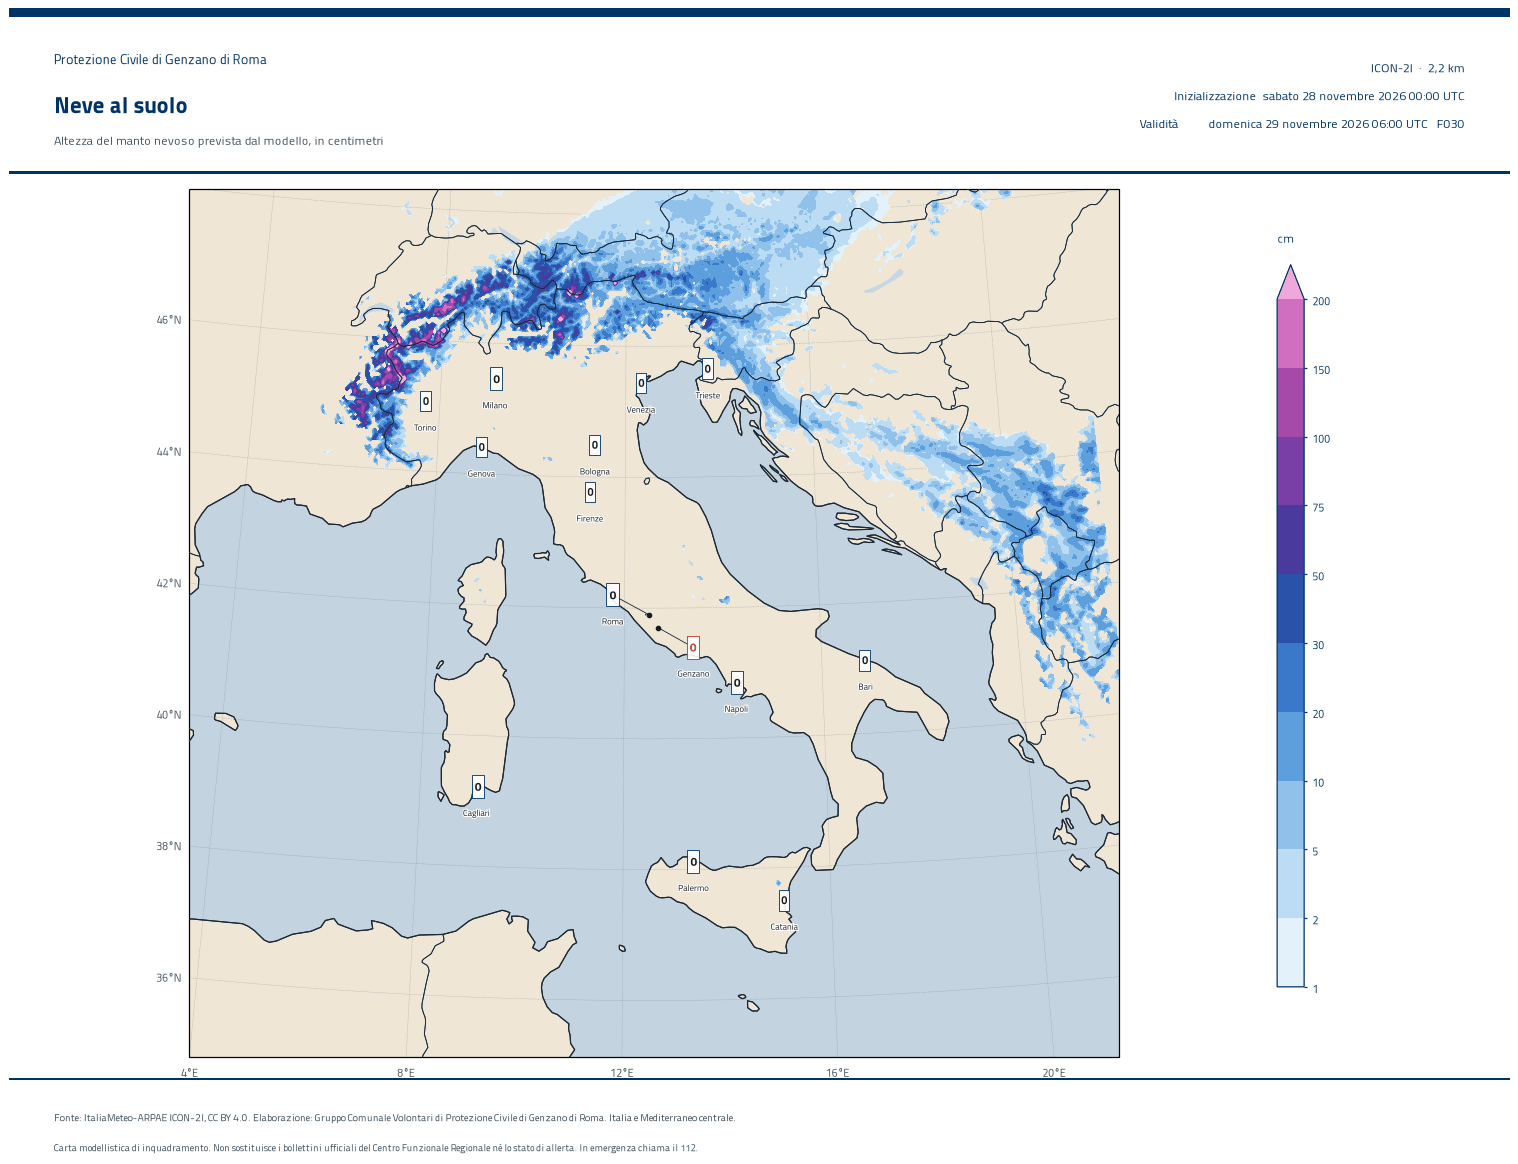 Protezione Civile di Genzano di Roma
Neve al suolo
Altezza del manto nevoso prevista dal modello, in centimetri
ICON-2I · 2,2 km
Inizializzazione sabato 28 novembre 2026 00:00 UTC
Validità domenica 29 novembre 2026 06:00 UTC F030
cm
200
150
100
75
50
30
20
10
5
2
1
46°N
44°N
42°N
40°N
38°N
36°N
4°E
8°E
12°E
16°E
20°E
0
Torino
0
Milano
0
Venezia
0
Trieste
0
Genova
0
Bologna
0
Firenze
0
Roma
0
Genzano
0
Napoli
0
Bari
0
Cagliari
0
Palermo
0
Catania
Fonte: ItaliaMeteo-ARPAE ICON-2I, CC BY 4.0. Elaborazione: Gruppo Comunale Volontari di Protezione Civile di Genzano di Roma. Italia e Mediterraneo centrale.
Carta modellistica di inquadramento. Non sostituisce i bollettini ufficiali del Centro Funzionale Regionale né lo stato di allerta. In emergenza chiama il 112.